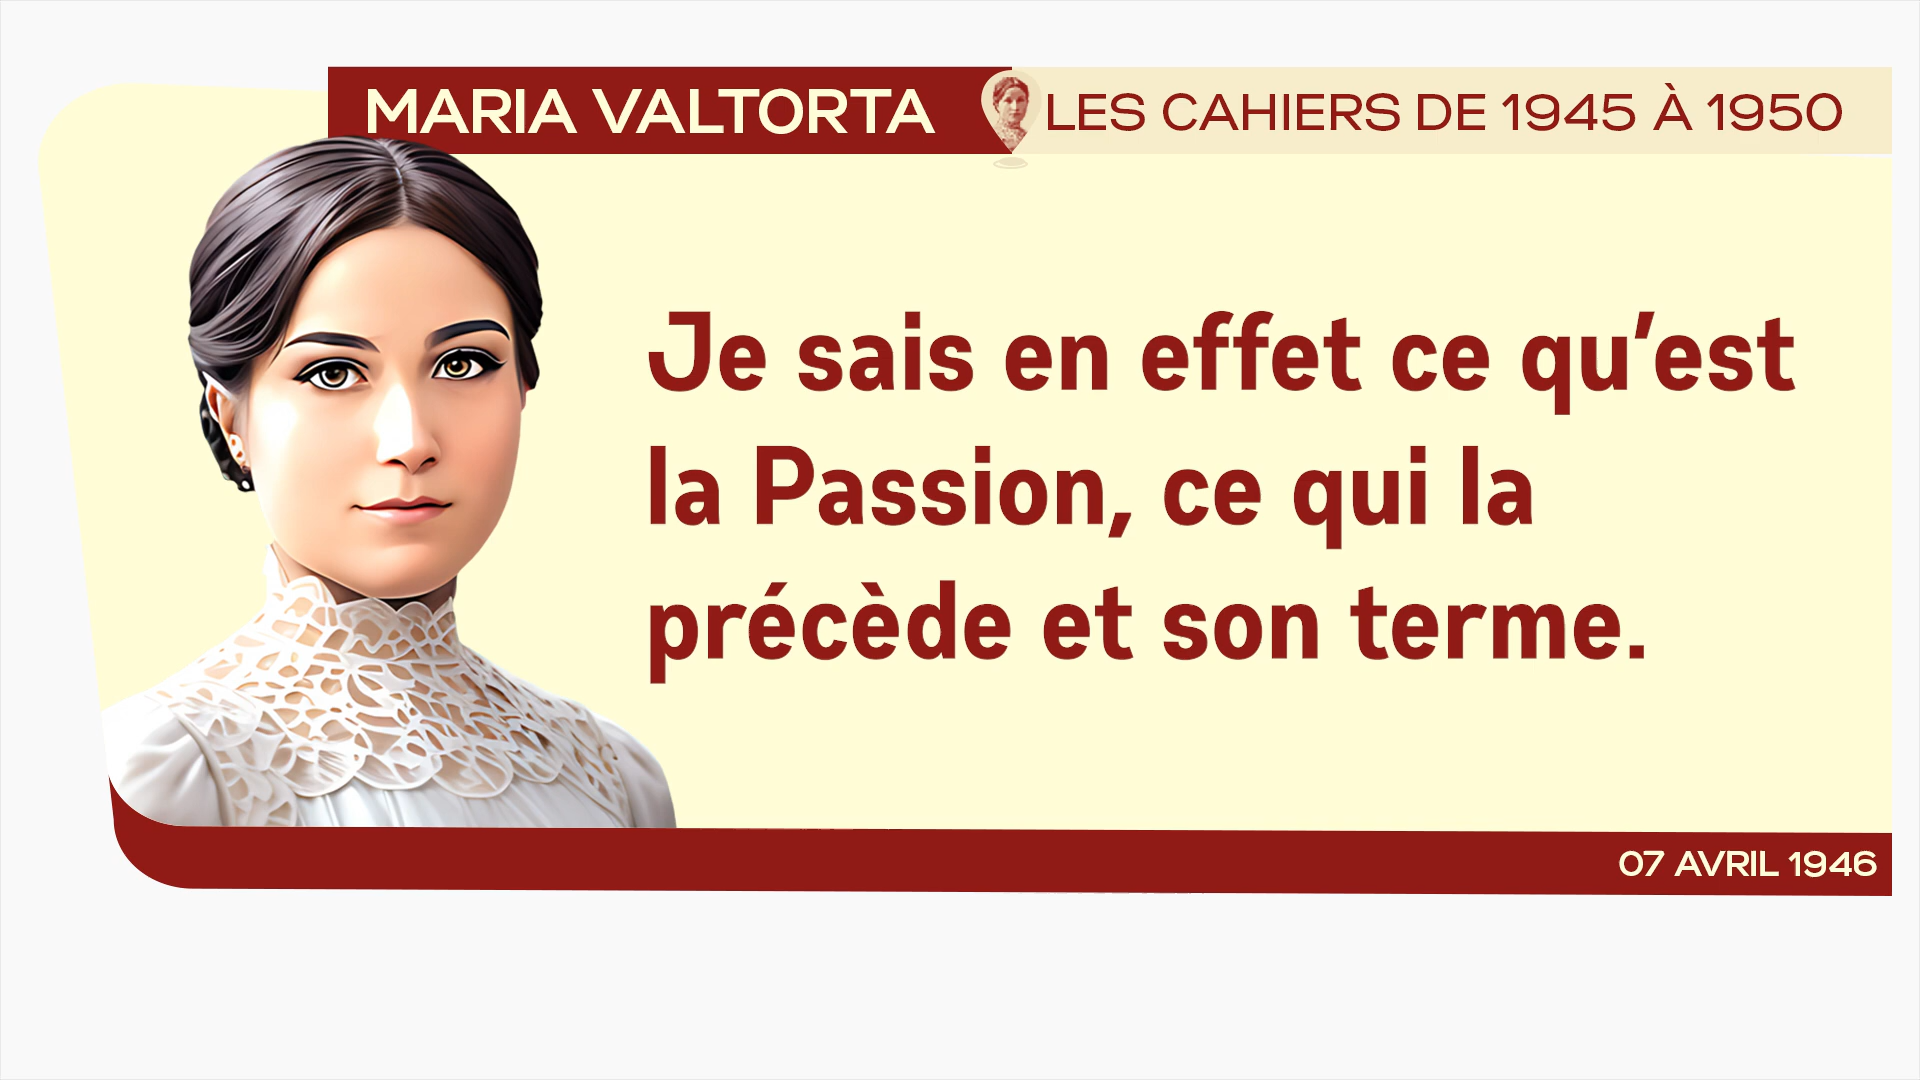 MARIA VALTORTA
LES CAHIERS DE 1945 À 1950
Je sais en effet ce qu’est
la Passion, ce qui la
précède et son terme.
07 AVRIL 1946